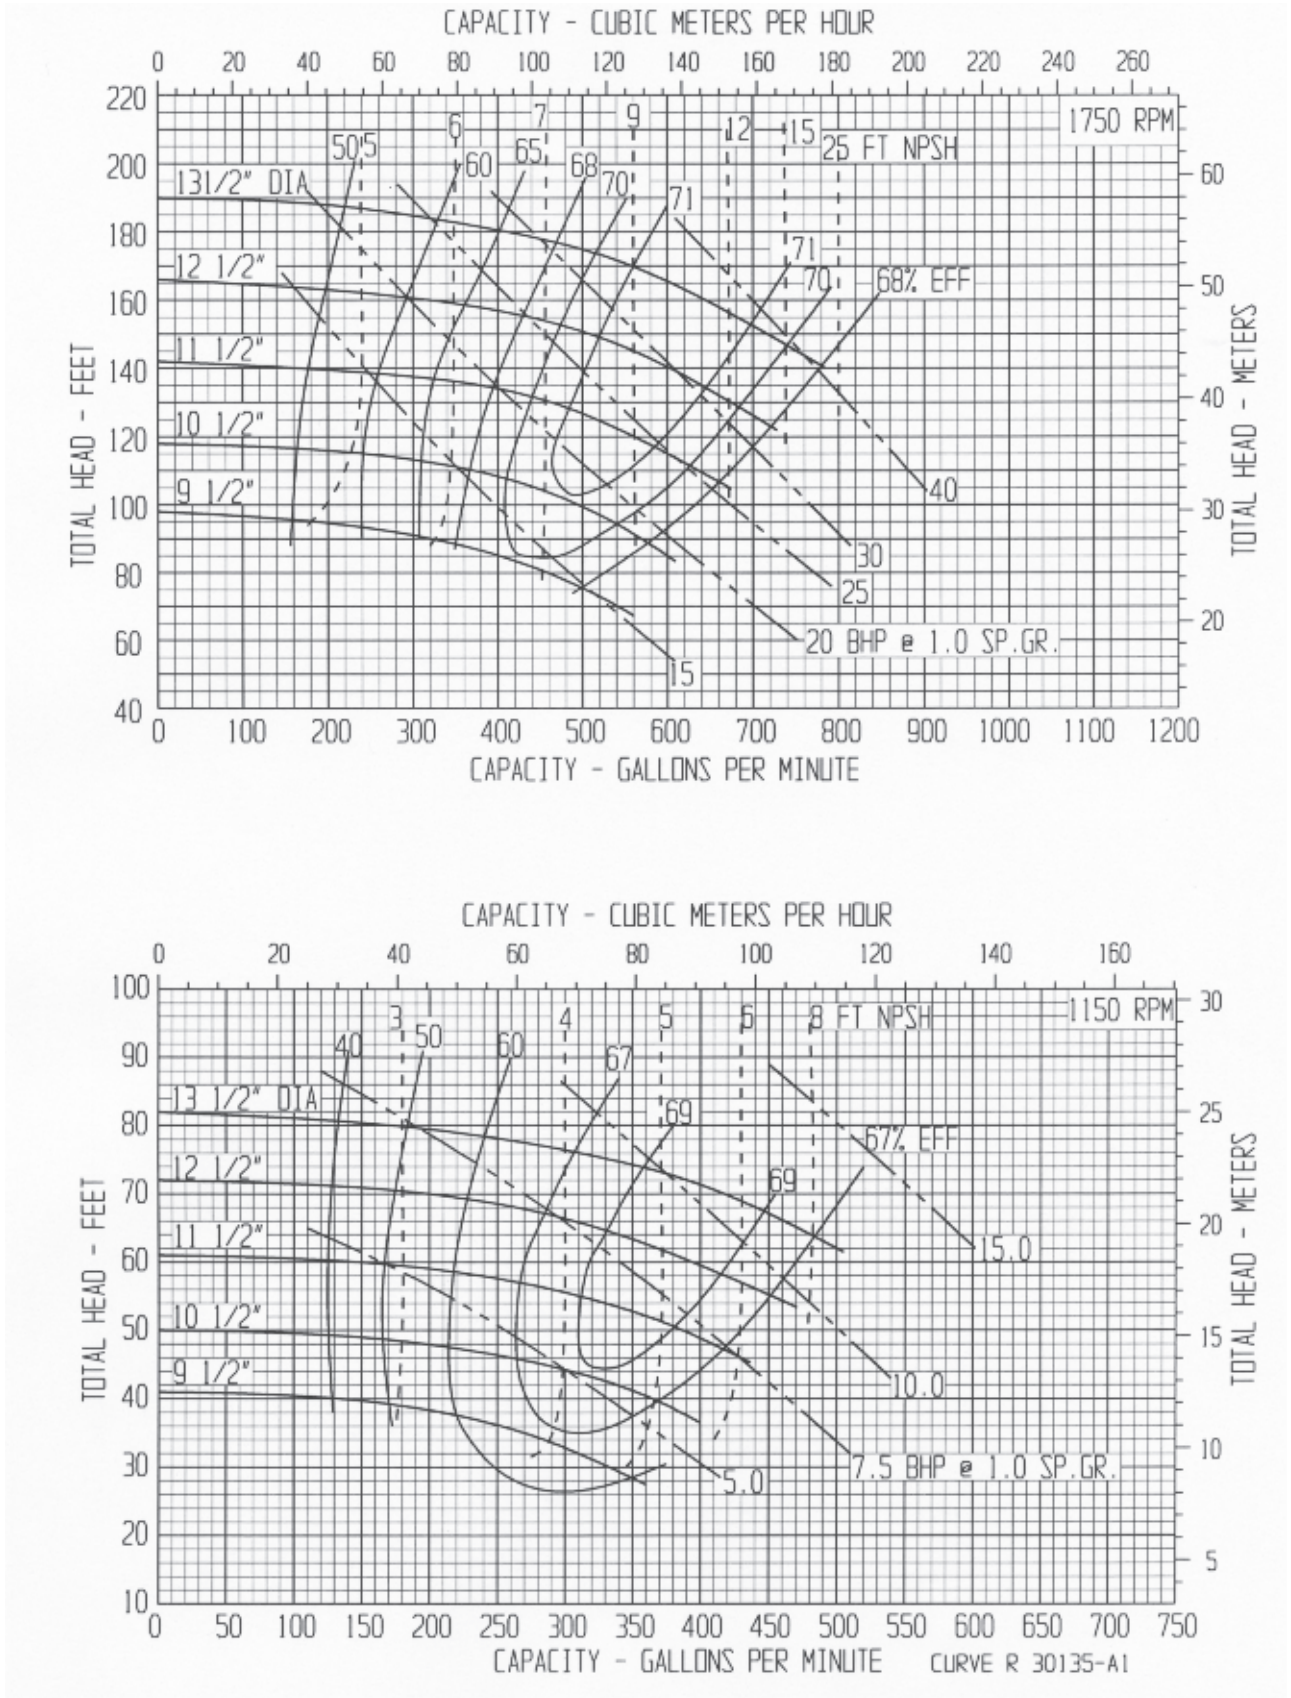 CAPACITY - CUBIC METERS PER HOUR
0 20 40 60 80 100 120 140 160 180 200 220 240 260
220
200
180
160
140
120
100
80
60
40
TOTAL HEAD - FEET
1750 RPM
50 5 6 60 65 7 68 70 9 71 12 15 25 FT NPSH
131/2" DIA
12 1/2"
11 1/2"
10 1/2"
9 1/2"
71
70
68% EFF
40
30
25
20 BHP @ 1.0 SP.GR.
15
60
50
40
30
20
TOTAL HEAD - METERS
0 100 200 300 400 500 600 700 800 900 1000 1100 1200
CAPACITY - GALLONS PER MINUTE
CAPACITY - CUBIC METERS PER HOUR
0 20 40 60 80 100 120 140 160
100
90
80
70
60
50
40
30
20
10
TOTAL HEAD - FEET
1150 RPM
40 3 50 60 4 67 5 69 6 8 FT NPSH
13 1/2" DIA
12 1/2"
11 1/2"
10 1/2"
9 1/2"
69
67% EFF
15.0
10.0
7.5 BHP @ 1.0 SP.GR.
5.0
30
25
20
15
10
5
TOTAL HEAD - METERS
0 50 100 150 200 250 300 350 400 450 500 550 600 650 700 750
CAPACITY - GALLONS PER MINUTE
CURVE R 30135-A1